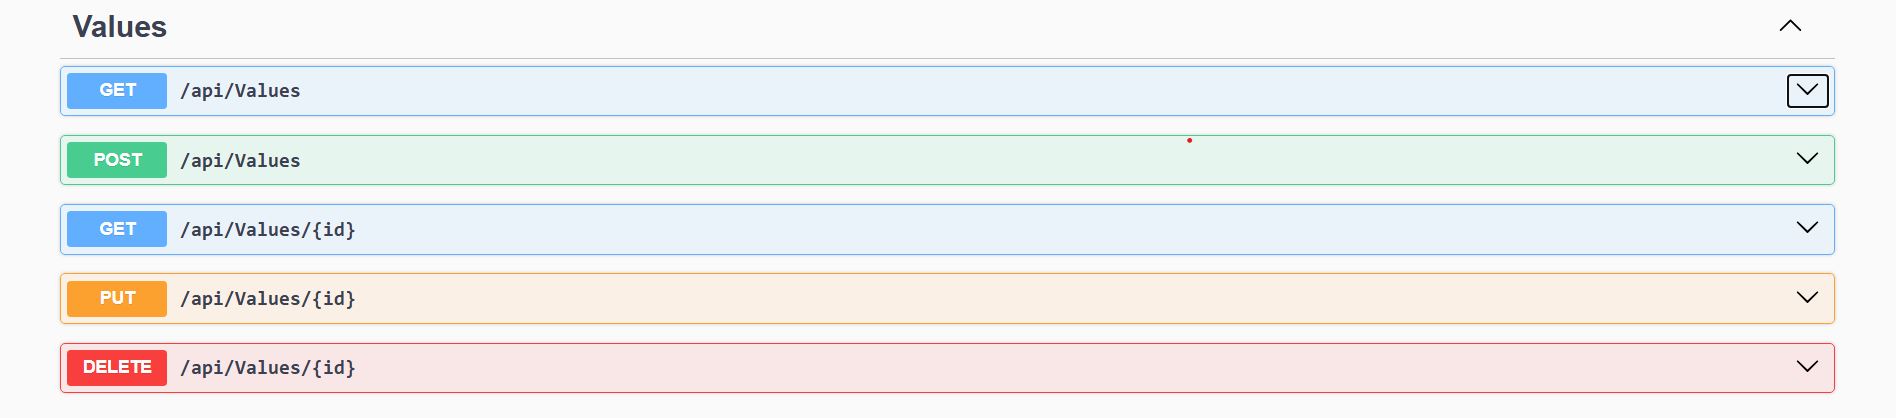 Values
GET /api/Values
POST /api/Values
GET /api/Values/{id}
PUT /api/Values/{id}
DELETE /api/Values/{id}